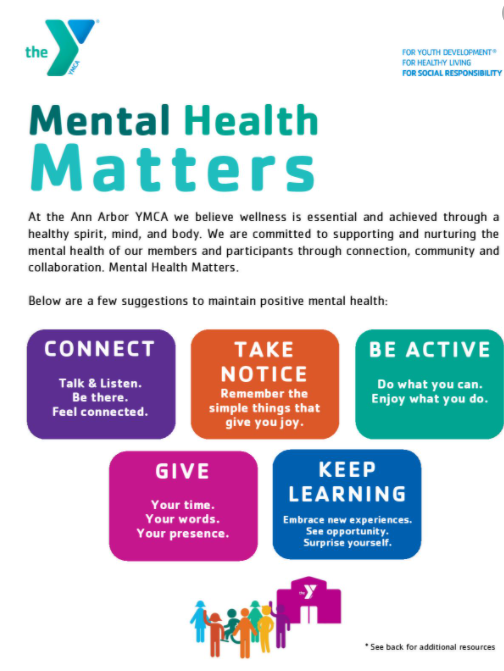 the
YMCA
FOR YOUTH DEVELOPMENT®
FOR HEALTHY LIVING
FOR SOCIAL RESPONSIBILITY
Mental Health
Matters
At the Ann Arbor YMCA we believe wellness is essential and achieved through a
healthy spirit, mind, and body. We are committed to supporting and nurturing the
mental health of our members and participants through connection, community and
collaboration. Mental Health Matters.
Below are a few suggestions to maintain positive mental health:
CONNECT
Talk & Listen.
Be there.
Feel connected.
TAKE
NOTICE
Remember the
simple things that
give you joy.
BE ACTIVE
Do what you can.
Enjoy what you do.
GIVE
Your time.
Your words.
Your presence.
KEEP
LEARNING
Embrace new experiences.
See opportunity.
Surprise yourself.
the
* See back for additional resources